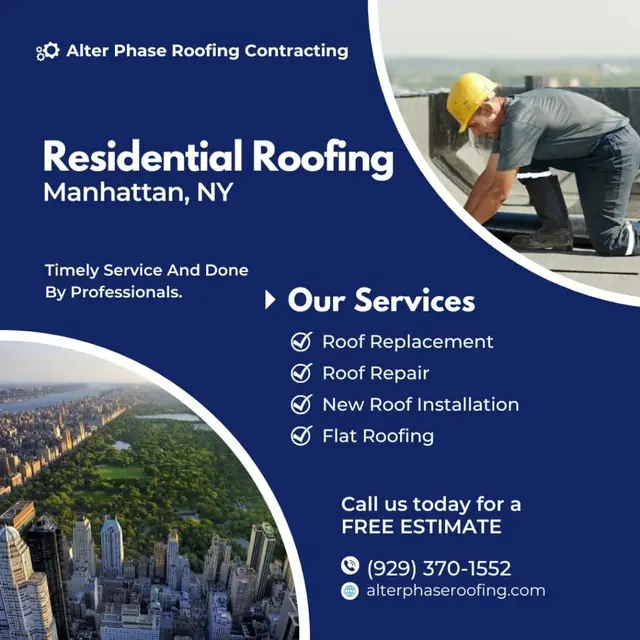 Alter Phase Roofing Contracting
Residential Roofing
Manhattan, NY
Timely Service And Done
By Professionals.
Our Services
Roof Replacement
Roof Repair
New Roof Installation
Flat Roofing
Call us today for a
FREE ESTIMATE
(929) 370-1552
alterphaseroofing.com